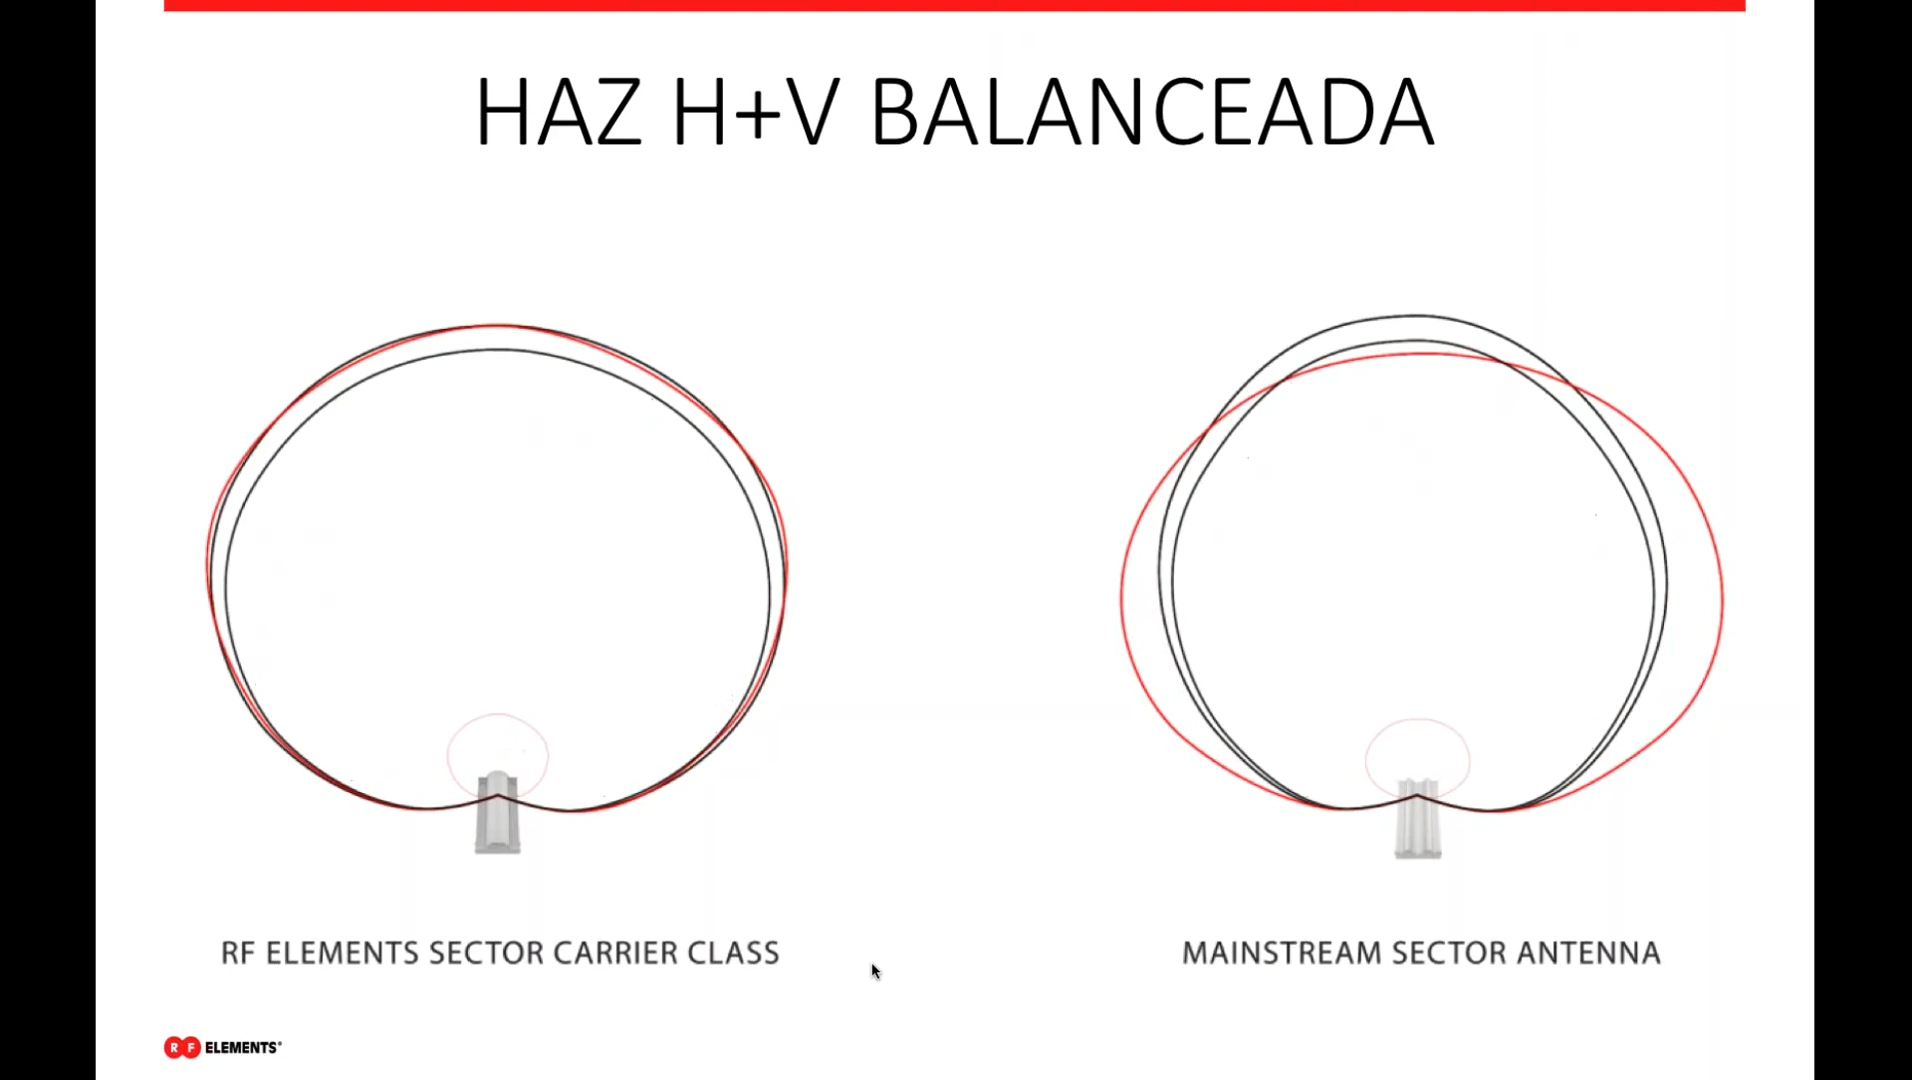 HAZ H+V BALANCEADA
RF ELEMENTS SECTOR CARRIER CLASS
MAINSTREAM SECTOR ANTENNA
RF ELEMENTS®